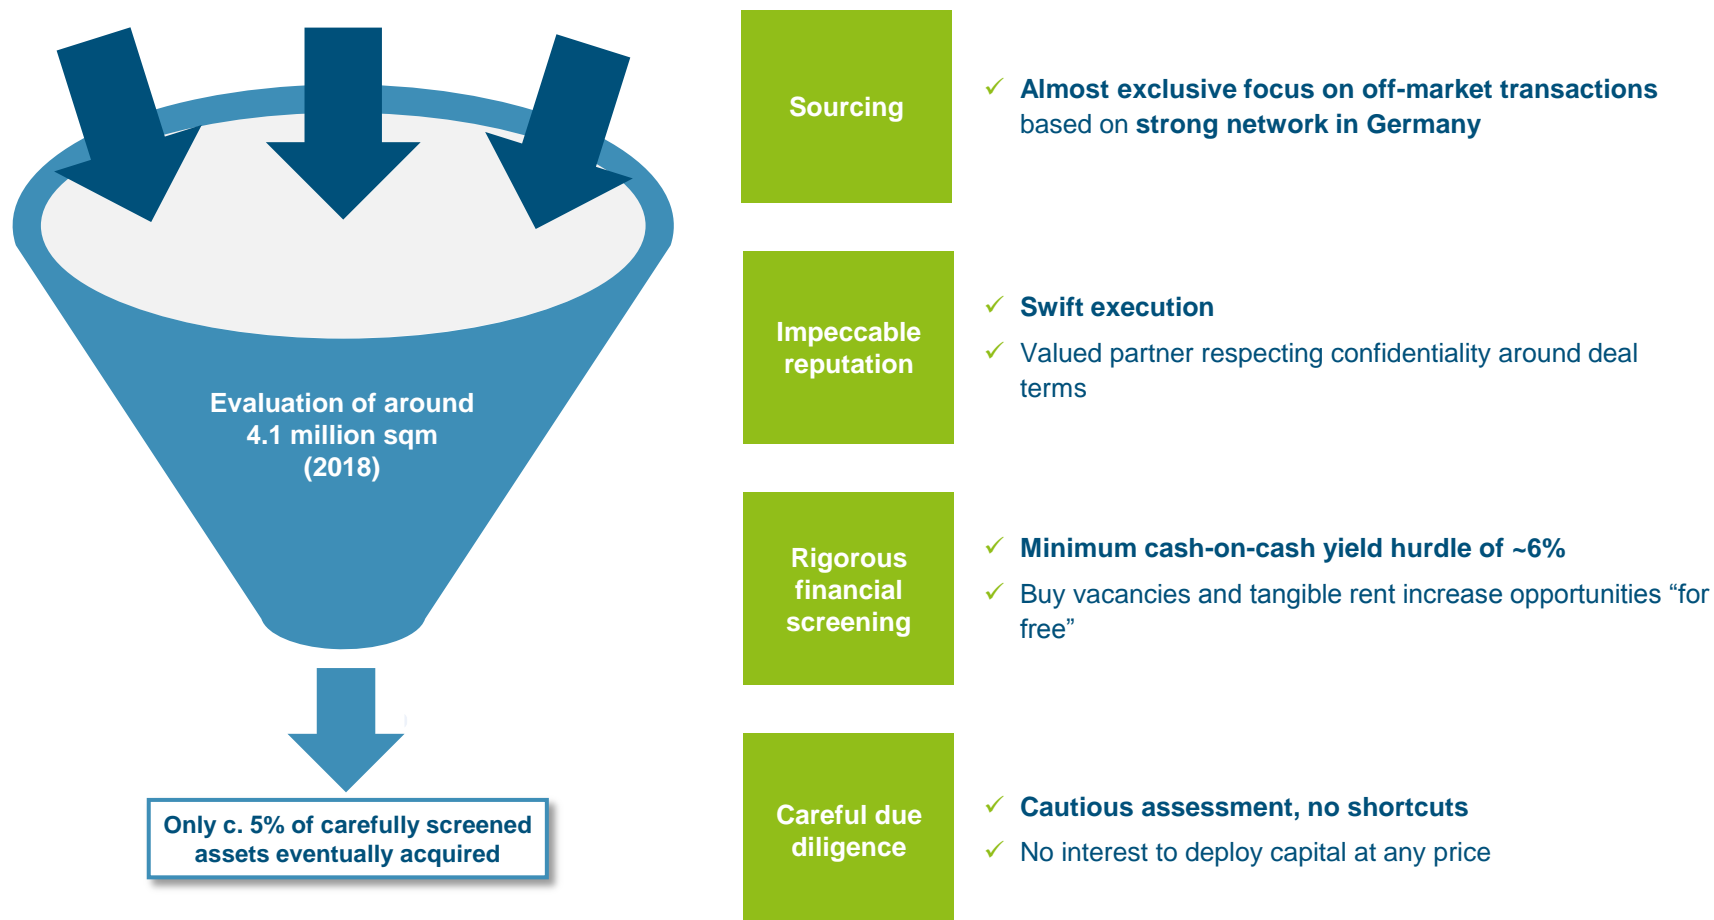 Evaluation of around
4.1 million sqm
(2018)
Only c. 5% of carefully screened
assets eventually acquired
Sourcing
✓ Almost exclusive focus on off-market transactions
based on strong network in Germany
Impeccable
reputation
✓ Swift execution
✓ Valued partner respecting confidentiality around deal
terms
Rigorous
financial
screening
✓ Minimum cash-on-cash yield hurdle of ~6%
✓ Buy vacancies and tangible rent increase opportunities “for
free”
Careful due
diligence
✓ Cautious assessment, no shortcuts
✓ No interest to deploy capital at any price